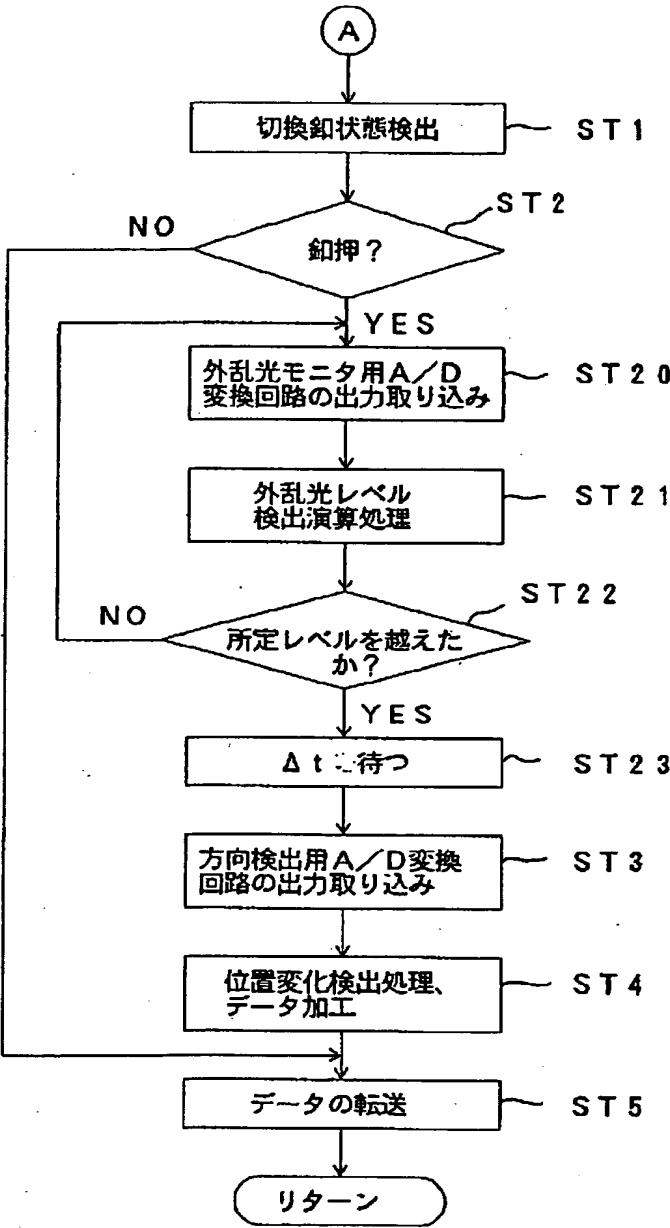 A
切換釦状態検出
ST1
ST2
NO
釦押?
YES
外乱光モニタ用A/D
変換回路の出力取り込み
ST20
外乱光レベル
検出演算処理
ST21
ST22
NO
所定レベルを越えた
か?
YES
Δt 待つ
ST23
方向検出用A/D変換
回路の出力取り込み
ST3
位置変化検出処理、
データ加工
ST4
データの転送
ST5
リターン